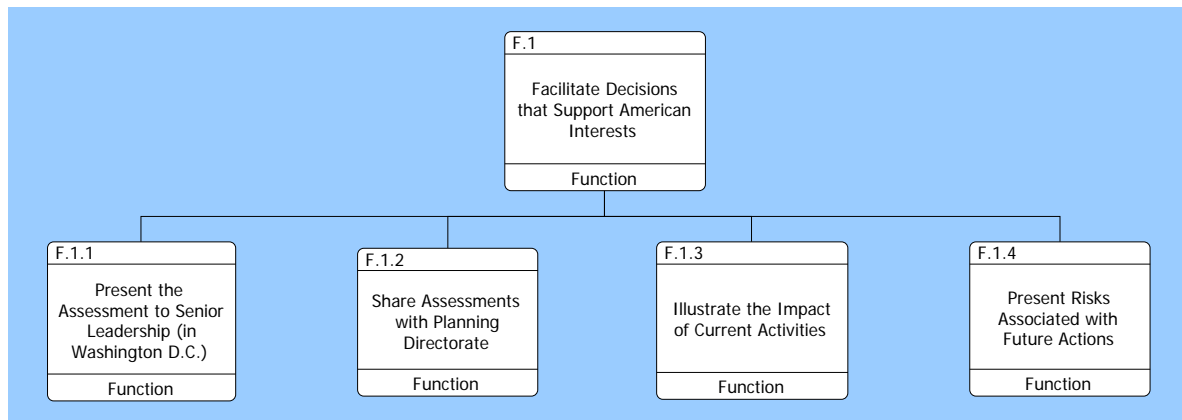 F.1
Facilitate Decisions
that Support American
Interests
Function
F.1.1
Present the
Assessment to Senior
Leadership (in
Washington D.C.)
Function
F.1.2
Share Assessments
with Planning
Directorate
Function
F.1.3
Illustrate the Impact
of Current Activities
Function
F.1.4
Present Risks
Associated with
Future Actions
Function